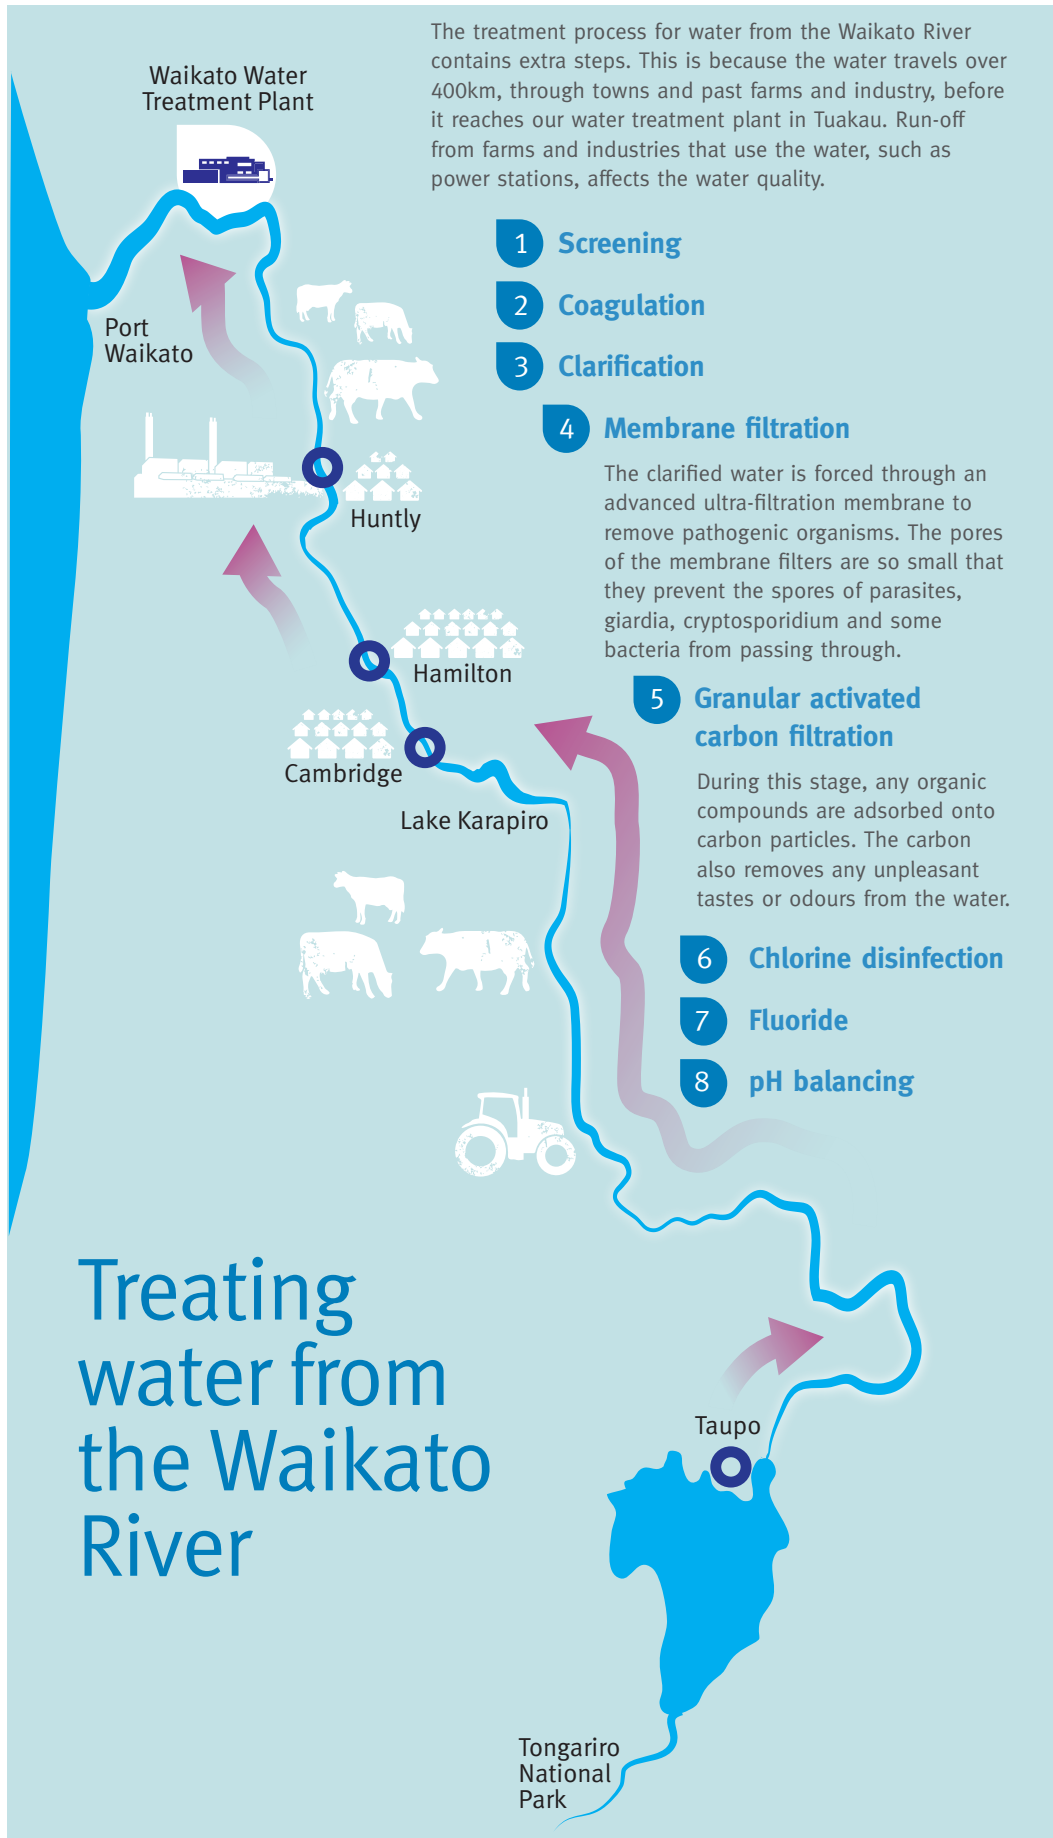 The treatment process for water from the Waikato River
contains extra steps. This is because the water travels over
400km, through towns and past farms and industry, before
it reaches our water treatment plant in Tuakau. Run-off
from farms and industries that use the water, such as
power stations, affects the water quality.
Waikato Water
Treatment Plant
1 Screening
2 Coagulation
3 Clarification
4 Membrane filtration
The clarified water is forced through an
advanced ultra-filtration membrane to
remove pathogenic organisms. The pores
of the membrane filters are so small that
they prevent the spores of parasites,
giardia, cryptosporidium and some
bacteria from passing through.
5 Granular activated
carbon filtration
During this stage, any organic
compounds are adsorbed onto
carbon particles. The carbon
also removes any unpleasant
tastes or odours from the water.
6 Chlorine disinfection
7 Fluoride
8 pH balancing
Port
Waikato
Huntly
Hamilton
Cambridge
Lake Karapiro
Treating
water from
the Waikato
River
Taupo
Tongariro
National
Park